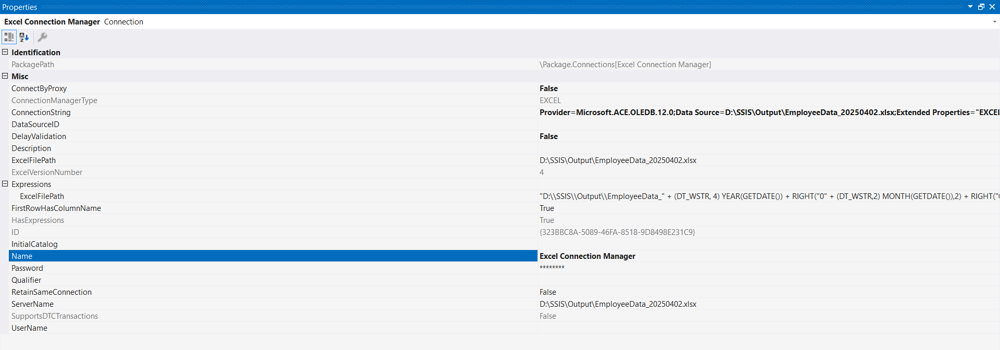 Properties
Excel Connection Manager Connection
Identification
PackagePath \Package.Connections[Excel Connection Manager]
Misc
ConnectByProxy False
ConnectionManagerType EXCEL
ConnectionString Provider=Microsoft.ACE.OLEDB.12.0;Data Source=D:\SSIS\Output\EmployeeData_20250402.xlsx;Extended Properties="EXCEL
DataSourceID
DelayValidation False
Description
ExcelFilePath D:\SSIS\Output\EmployeeData_20250402.xlsx
ExcelVersionNumber 4
Expressions
ExcelFilePath "D:\\SSIS\\Output\\EmployeeData_" + (DT_WSTR, 4) YEAR(GETDATE()) + RIGHT("0" + (DT_WSTR,2) MONTH(GETDATE()),2) + RIGHT("
FirstRowHasColumnName True
HasExpressions True
ID {323BBC8A-5089-46FA-8518-9D8498E231C9}
InitialCatalog
Name Excel Connection Manager
Password ********
Qualifier
RetainSameConnection False
ServerName D:\SSIS\Output\EmployeeData_20250402.xlsx
SupportsDTCTransactions False
UserName